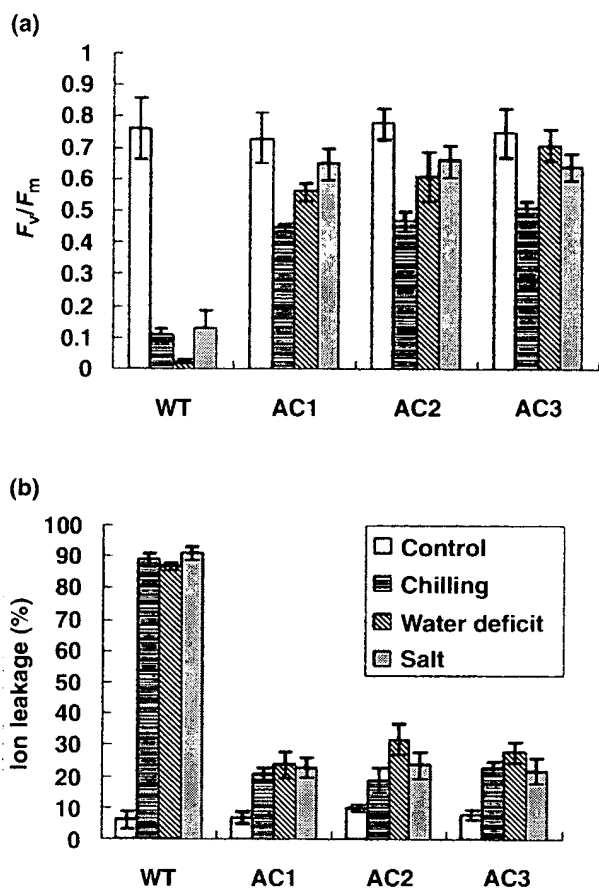 (a)
1
0.9
0.8
0.7
0.6
0.5
0.4
0.3
0.2
0.1
0
Fv/Fm
WT AC1 AC2 AC3
(b)
100
90
80
70
60
50
40
30
20
10
0
Ion leakage (%)
Control
Chilling
Water deficit
Salt
WT AC1 AC2 AC3